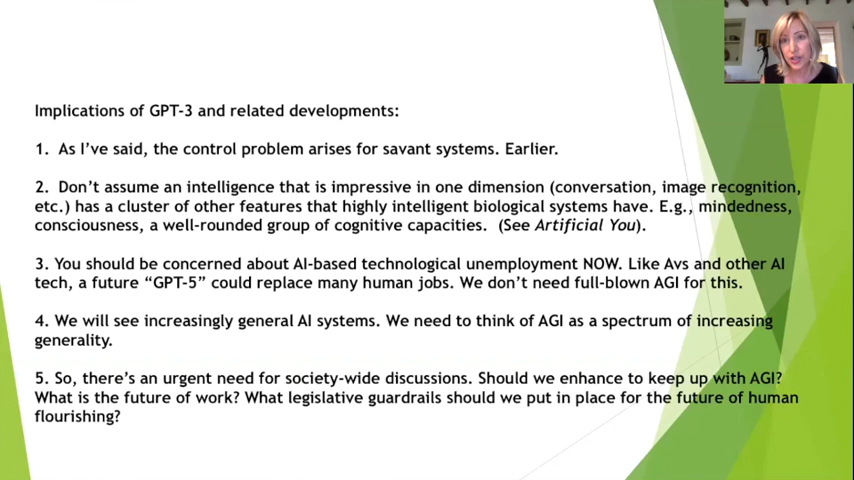 Implications of GPT-3 and related developments:
1. As I've said, the control problem arises for savant systems. Earlier.
2. Don't assume an intelligence that is impressive in one dimension (conversation, image recognition,
etc.) has a cluster of other features that highly intelligent biological systems have. E.g., mindedness,
consciousness, a well-rounded group of cognitive capacities. (See Artificial You).
3. You should be concerned about AI-based technological unemployment NOW. Like Avs and other AI
tech, a future “GPT-5” could replace many human jobs. We don't need full-blown AGI for this.
4. We will see increasingly general AI systems. We need to think of AGI as a spectrum of increasing
generality.
5. So, there's an urgent need for society-wide discussions. Should we enhance to keep up with AGI?
What is the future of work? What legislative guardrails should we put in place for the future of human
flourishing?